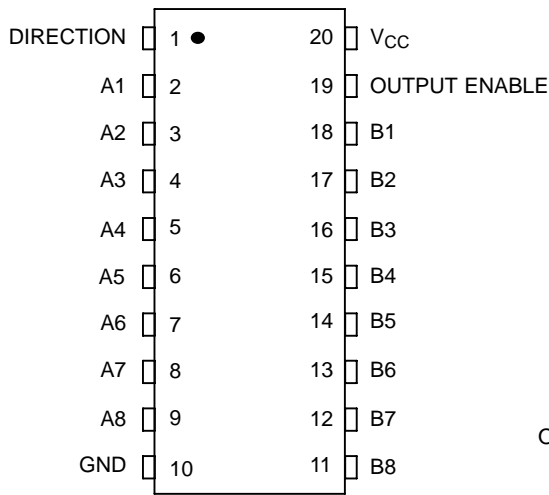 DIRECTION 1 20 VCC
A1 2 19 OUTPUT ENABLE
A2 3 18 B1
A3 4 17 B2
A4 5 16 B3
A5 6 15 B4
A6 7 14 B5
A7 8 13 B6
A8 9 12 B7
GND 10 11 B8